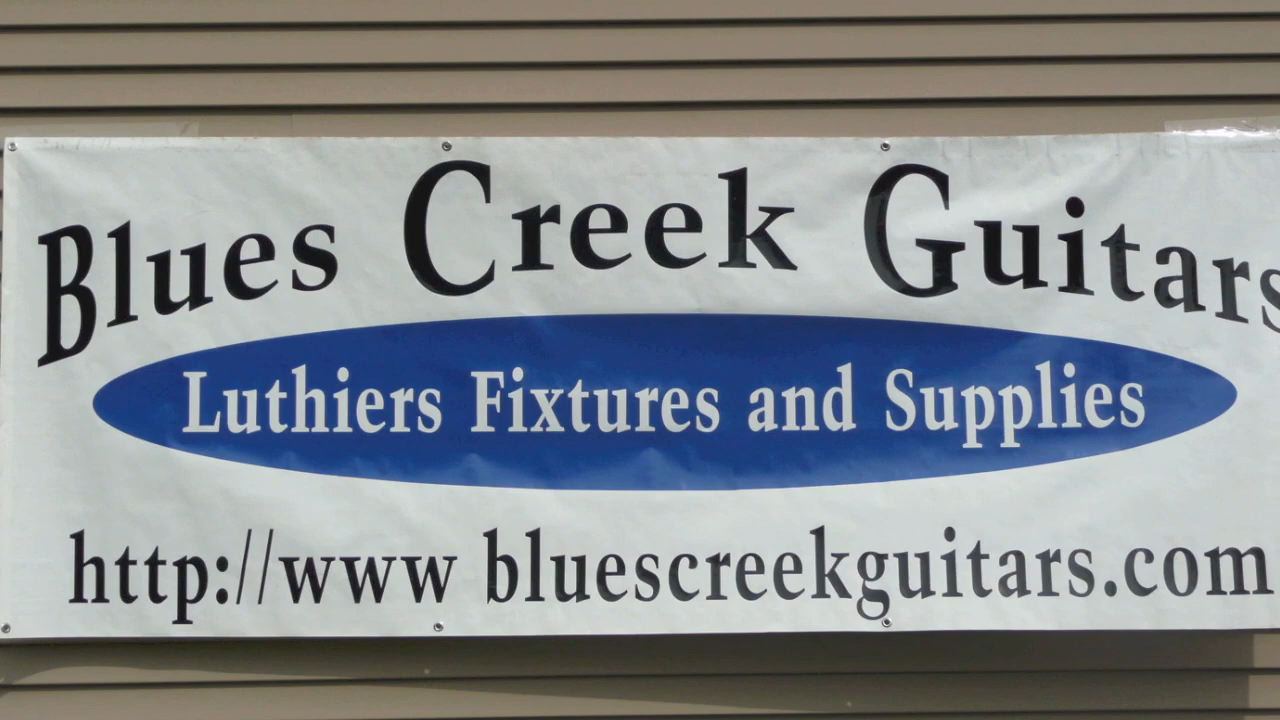 Blues Creek Guitars
Luthiers Fixtures and Supplies
http://www bluescreekguitars.com